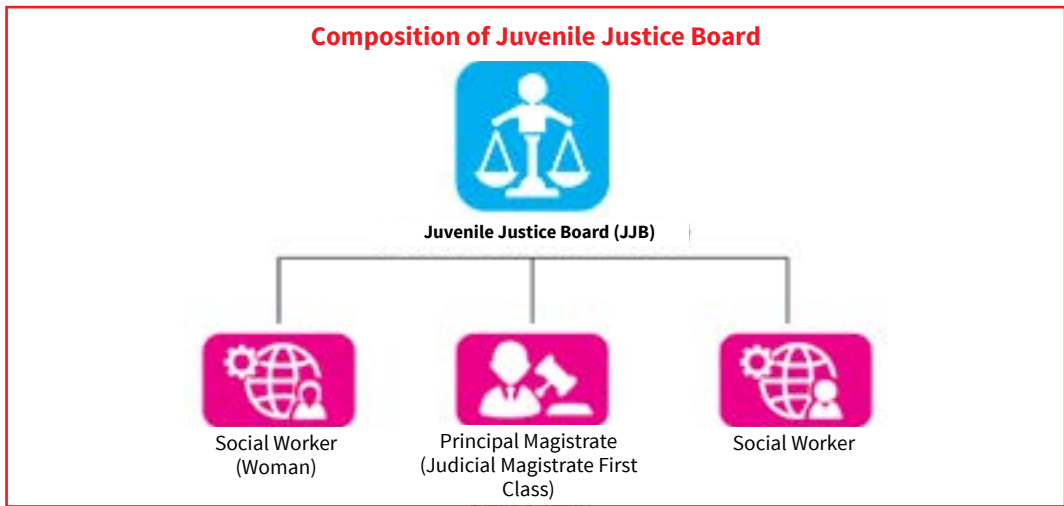 Composition of Juvenile Justice Board
Juvenile Justice Board (JJB)
Social Worker
(Woman)
Principal Magistrate
(Judicial Magistrate First
Class)
Social Worker